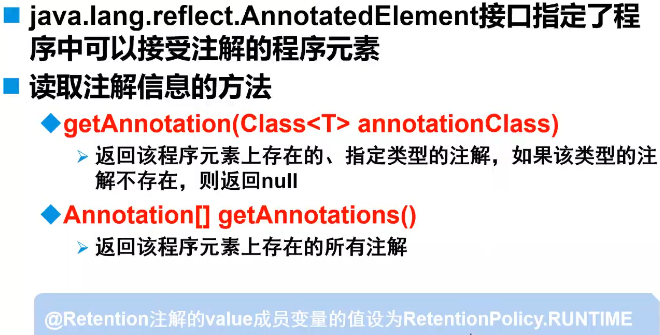 java.lang.reflect.AnnotatedElement接口指定了程
序中可以接受注解的程序元素
读取注解信息的方法
getAnnotation(Class<T> annotationClass)
返回该程序元素上存在的、指定类型的注解，如果该类型的注
解不存在，则返回null
Annotation[] getAnnotations()
返回该程序元素上存在的所有注解
@Retention注解的value成员变量的值设为RetentionPolicy.RUNTIME